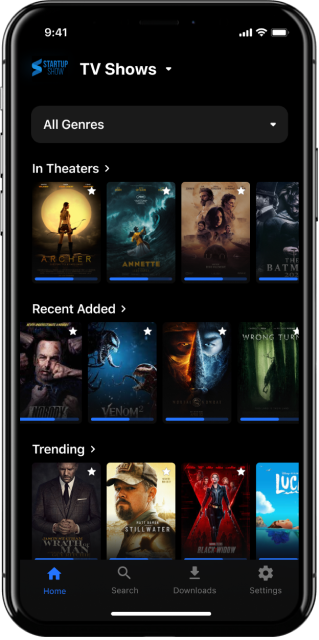 9:41
STARTUP
SHOW
TV Shows
All Genres
In Theaters
ARCHER
ANNETTE
THE
BATM
Recent Added
NOBODY
VENOM
WRONG TURN
Trending
WRATH
OF
MAN
STILLWATER
BLACK WIDOW
LUC
Home
Search
Downloads
Settings